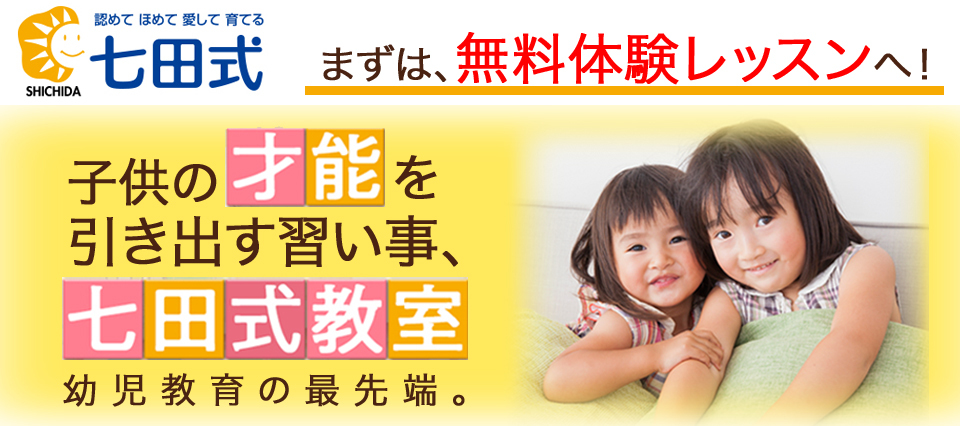 認めて ほめて 愛して 育てる
七田式
SHICHIDA
まずは、無料体験レッスンへ！
子供の才能を
引き出す習い事、
七田式教室
幼児教育の最先端。